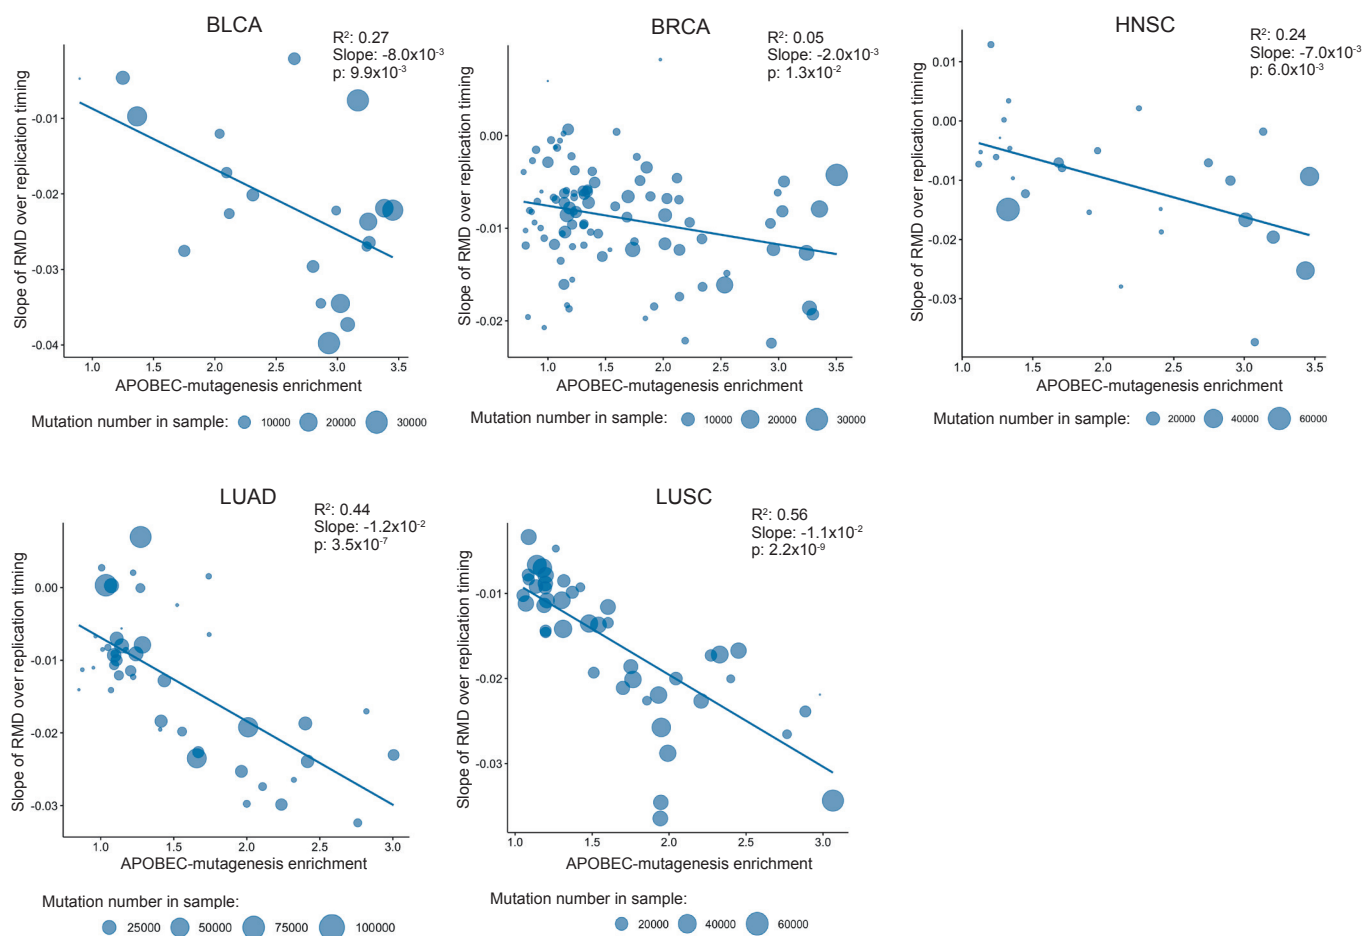 BLCA
R²: 0.27
Slope: -8.0x10⁻³
p: 9.9x10⁻³
Slope of RMD over replication timing
-0.01
-0.02
-0.03
-0.04
1.0 1.5 2.0 2.5 3.0 3.5
APOBEC-mutagenesis enrichment
Mutation number in sample: 10000 20000 30000
BRCA
R²: 0.05
Slope: -2.0x10⁻³
p: 1.3x10⁻²
Slope of RMD over replication timing
0.00
-0.01
-0.02
1.0 1.5 2.0 2.5 3.0 3.5
APOBEC-mutagenesis enrichment
Mutation number in sample: 10000 20000 30000
HNSC
R²: 0.24
Slope: -7.0x10⁻³
p: 6.0x10⁻³
Slope of RMD over replication timing
0.01
0.00
-0.01
-0.02
-0.03
1.0 1.5 2.0 2.5 3.0 3.5
APOBEC-mutagenesis enrichment
Mutation number in sample: 20000 40000 60000
LUAD
R²: 0.44
Slope: -1.2x10⁻²
p: 3.5x10⁻⁷
Slope of RMD over replication timing
0.00
-0.01
-0.02
-0.03
1.0 1.5 2.0 2.5 3.0
APOBEC-mutagenesis enrichment
Mutation number in sample:
25000 50000 75000 100000
LUSC
R²: 0.56
Slope: -1.1x10⁻²
p: 2.2x10⁻⁹
Slope of RMD over replication timing
-0.01
-0.02
-0.03
1.0 1.5 2.0 2.5 3.0
APOBEC-mutagenesis enrichment
Mutation number in sample:
20000 40000 60000